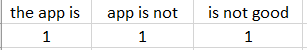 the app is app is not is not good
1 1 1